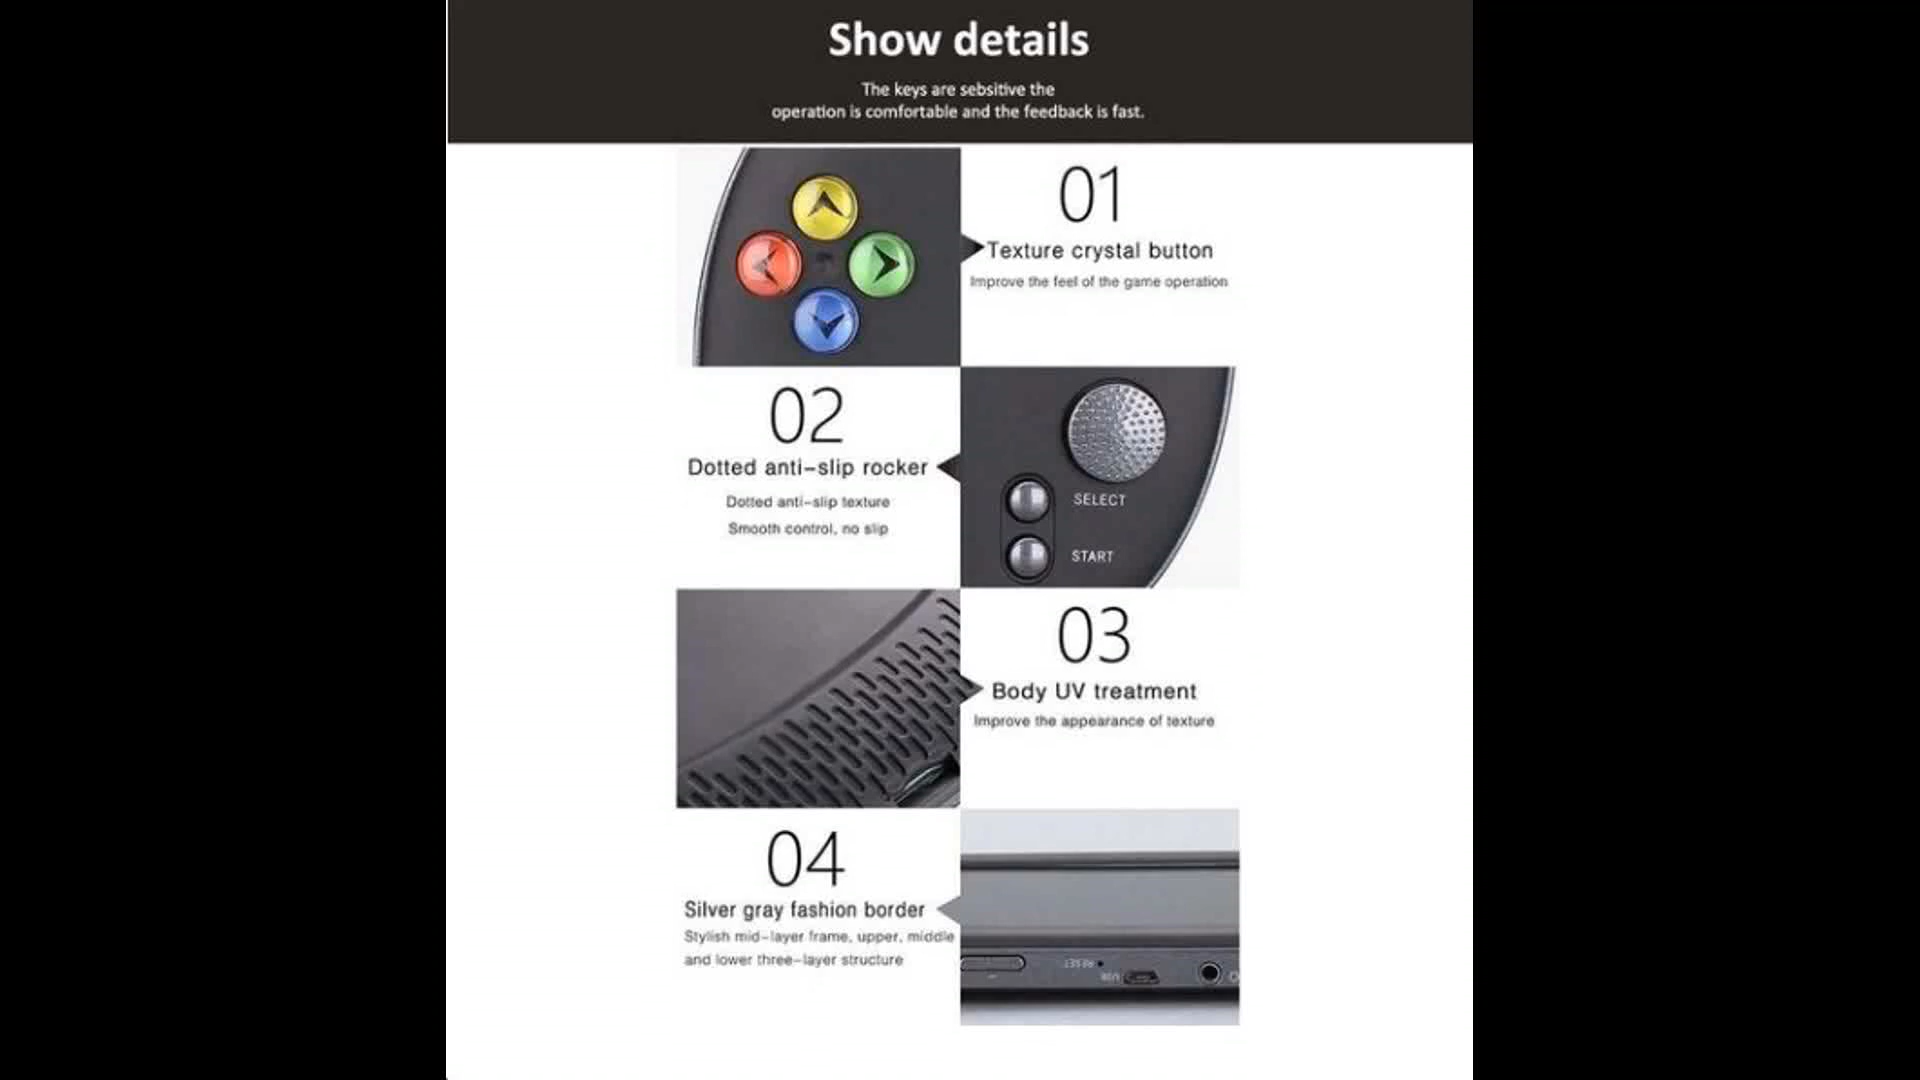 Show details
The keys are sebsitive the
operation is comfortable and the feedback is fast.
01
Texture crystal button
Improve the feel of the game operation
02
Dotted anti-slip rocker
Dotted anti-slip texture
Smooth control, no slip
SELECT
START
03
Body UV treatment
Improve the appearance of texture
04
Silver gray fashion border
Stylish mid-layer frame, upper, middle
and lower three-layer structure
RESET
USB